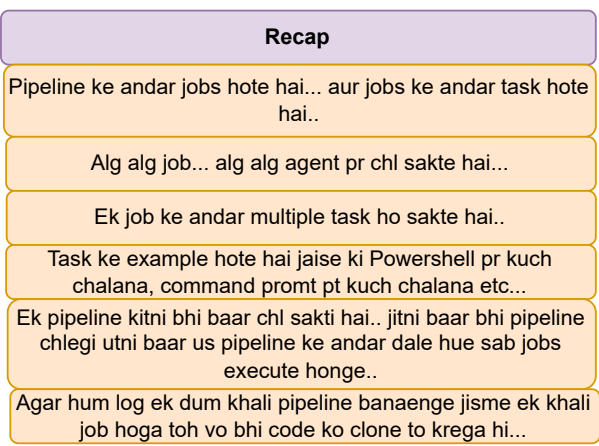 Recap
Pipeline ke andar jobs hote hai... aur jobs ke andar task hote
hai..
Alg alg job... alg alg agent pr chl sakte hai...
Ek job ke andar multiple task ho sakte hai..
Task ke example hote hai jaise ki Powershell pr kuch
chalana, command promt pt kuch chalana etc...
Ek pipeline kitni bhi baar chl sakti hai.. jitni baar bhi pipeline
chlegi utni baar us pipeline ke andar dale hue sab jobs
execute honge..
Agar hum log ek dum khali pipeline banaenge jisme ek khali
job hoga toh vo bhi code ko clone to krega hi...